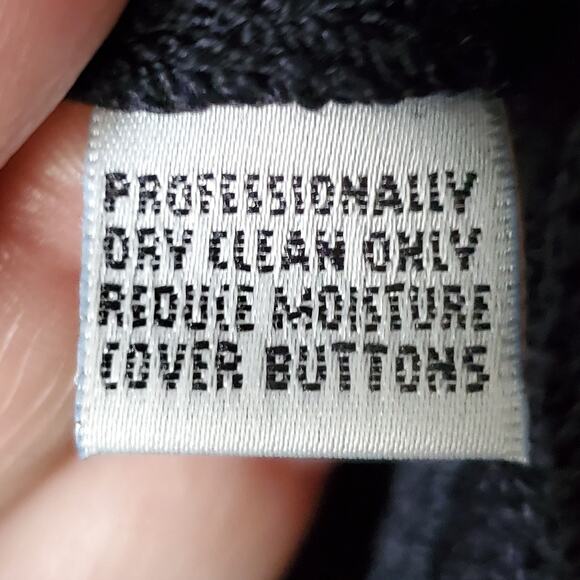 PROFESSIONALLY
DRY CLEAN ONLY
REDUCE MOISTURE
COVER BUTTONS